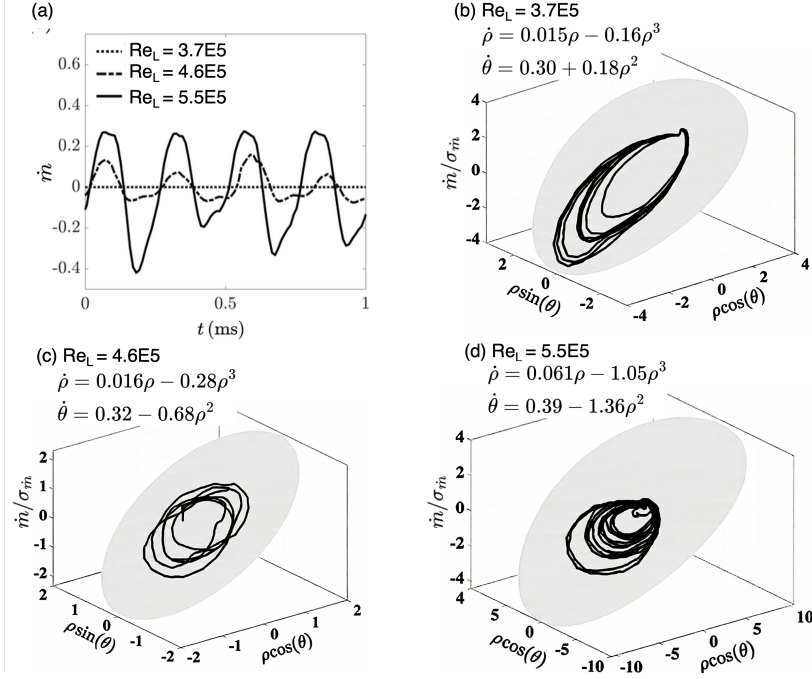 (a)
Re_L = 3.7E5
Re_L = 4.6E5
Re_L = 5.5E5
0.6
0.4
0.2
0
-0.2
-0.4
ṁ
0
0.5
1
t (ms)
(b) Re_L = 3.7E5
ρ̇ = 0.015ρ − 0.16ρ³
θ̇ = 0.30 + 0.18ρ²
4
2
0
-2
-4
ṁ/σ_ṁ
2
0
-2
ρsin(θ)
-4
-2
0
2
4
ρcos(θ)
(c) Re_L = 4.6E5
ρ̇ = 0.016ρ − 0.28ρ³
θ̇ = 0.32 − 0.68ρ²
2
1
0
-1
-2
ṁ/σ_ṁ
2
1
0
-1
-2
ρsin(θ)
-2
-1
0
1
2
ρcos(θ)
(d) Re_L = 5.5E5
ρ̇ = 0.061ρ − 1.05ρ³
θ̇ = 0.39 − 1.36ρ²
4
2
0
-2
-4
ṁ/σ_ṁ
4
5
0
-5
-10
ρcos(θ)
-10
-5
0
5
10
ρcos(θ)